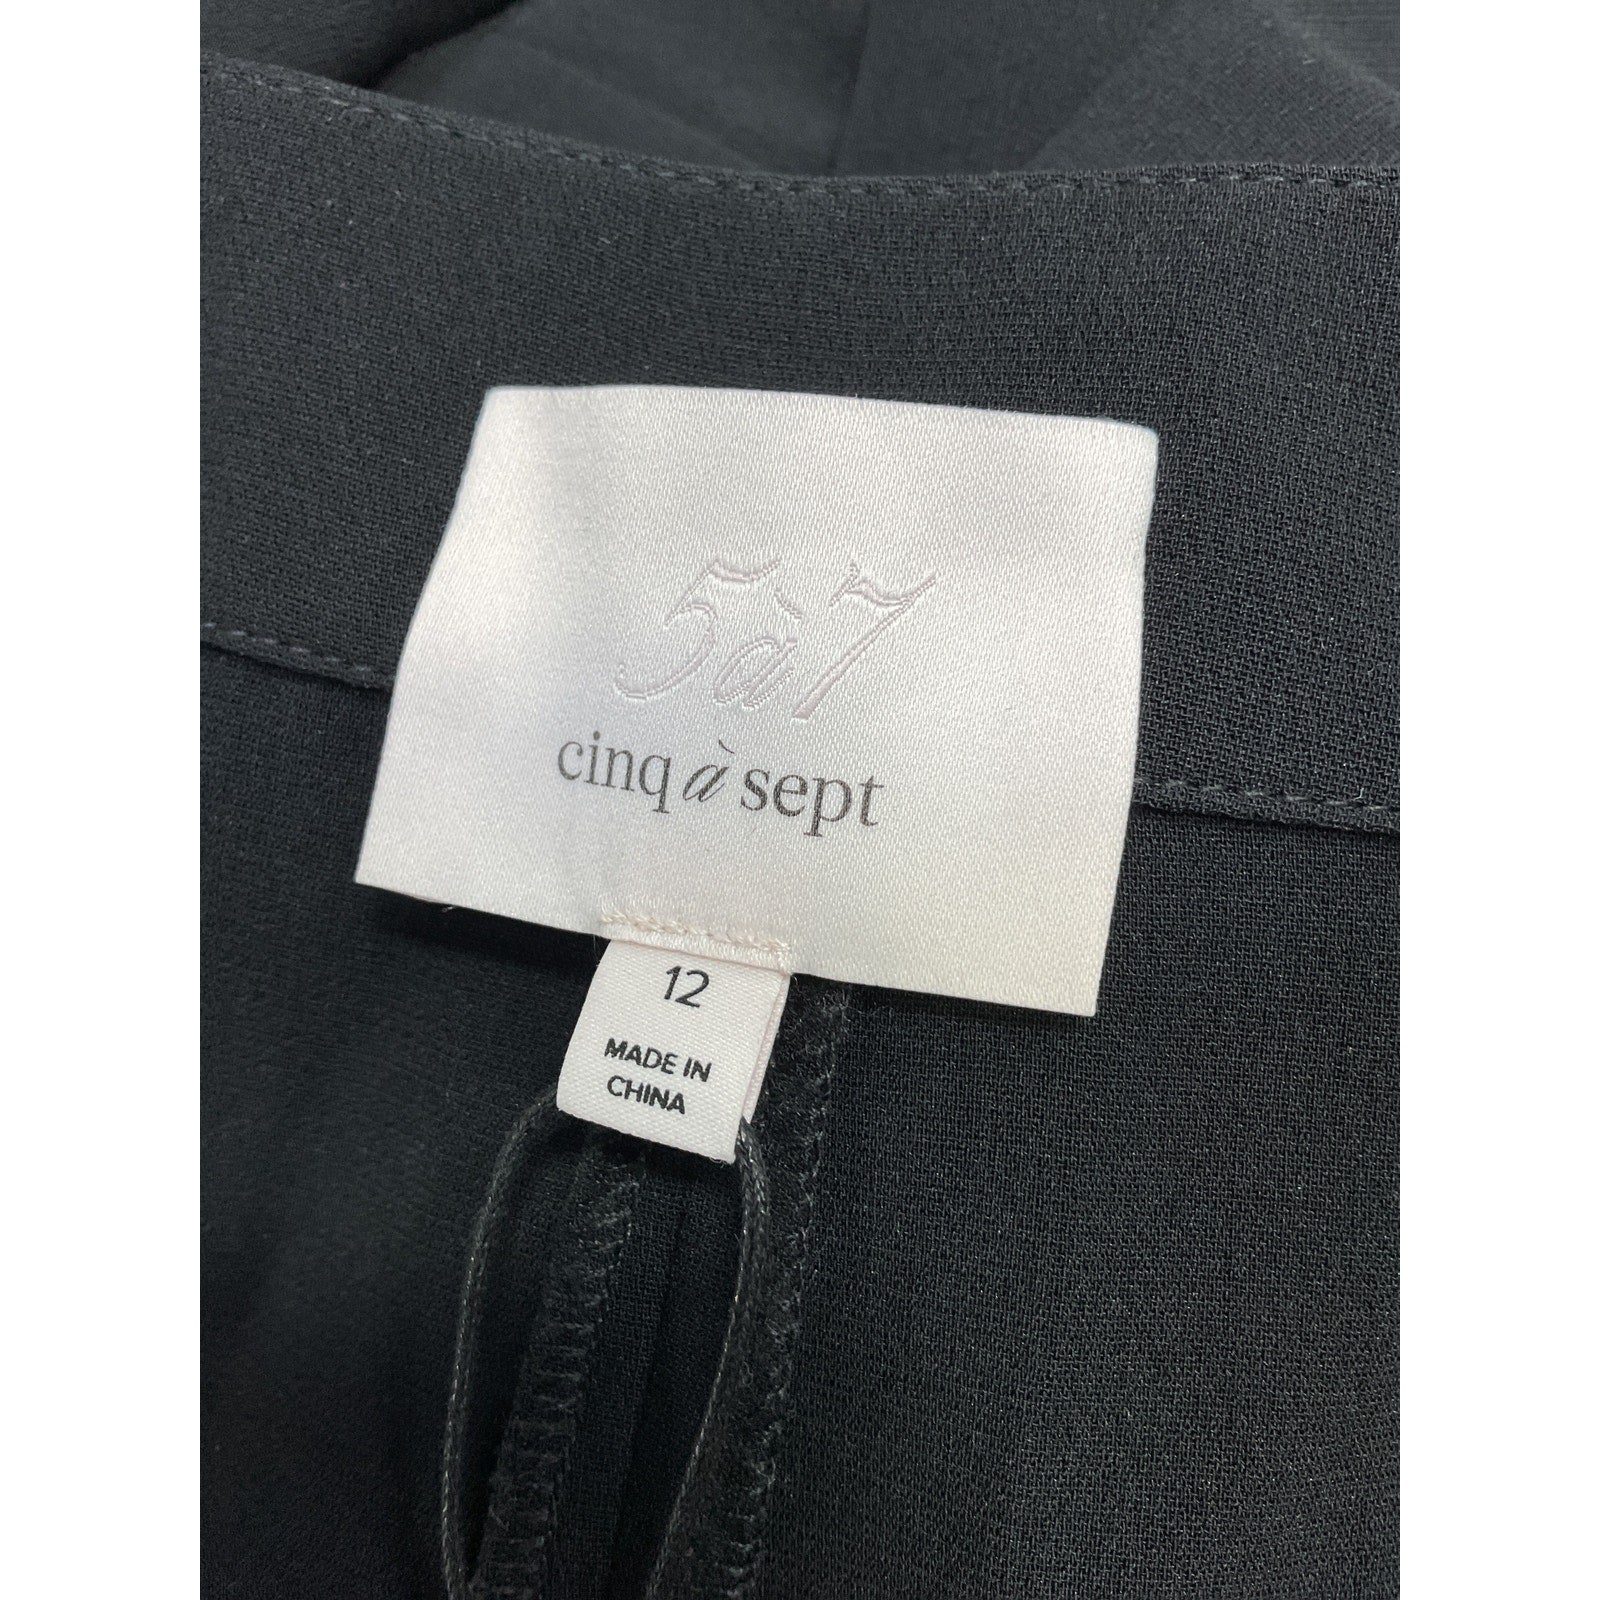 5à7
cinq à sept
12
MADE IN
CHINA